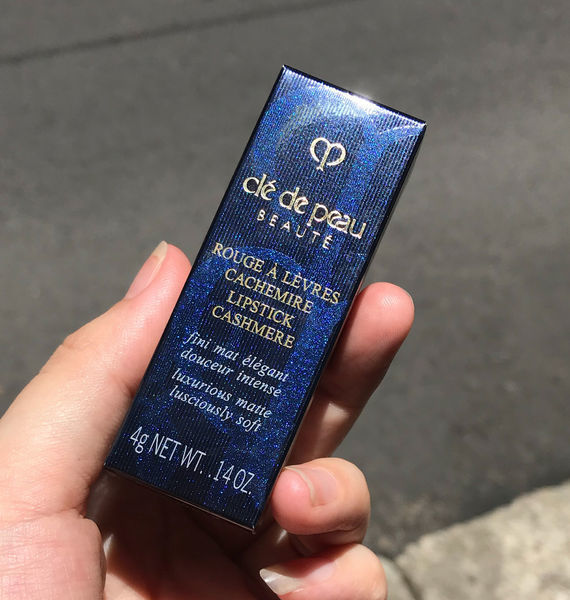 clé de peau
BEAUTÉ
ROUGE À LÈVRES
CACHEMIRE
LIPSTICK
CASHMERE
fini mat élégant
douceur intense
luxurious matte
lusciously soft
4g NET WT. .14 OZ.